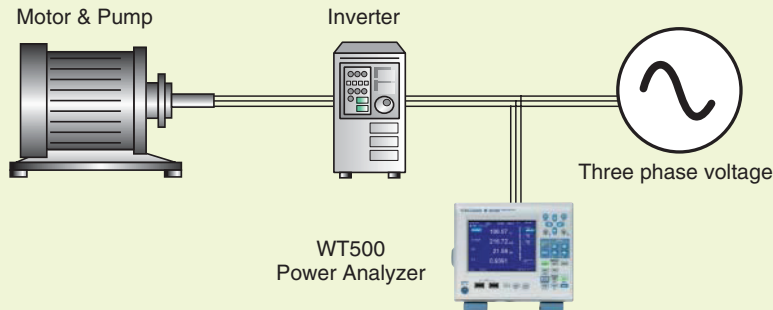 Motor & Pump
Inverter
Three phase voltage
WT500
Power Analyzer